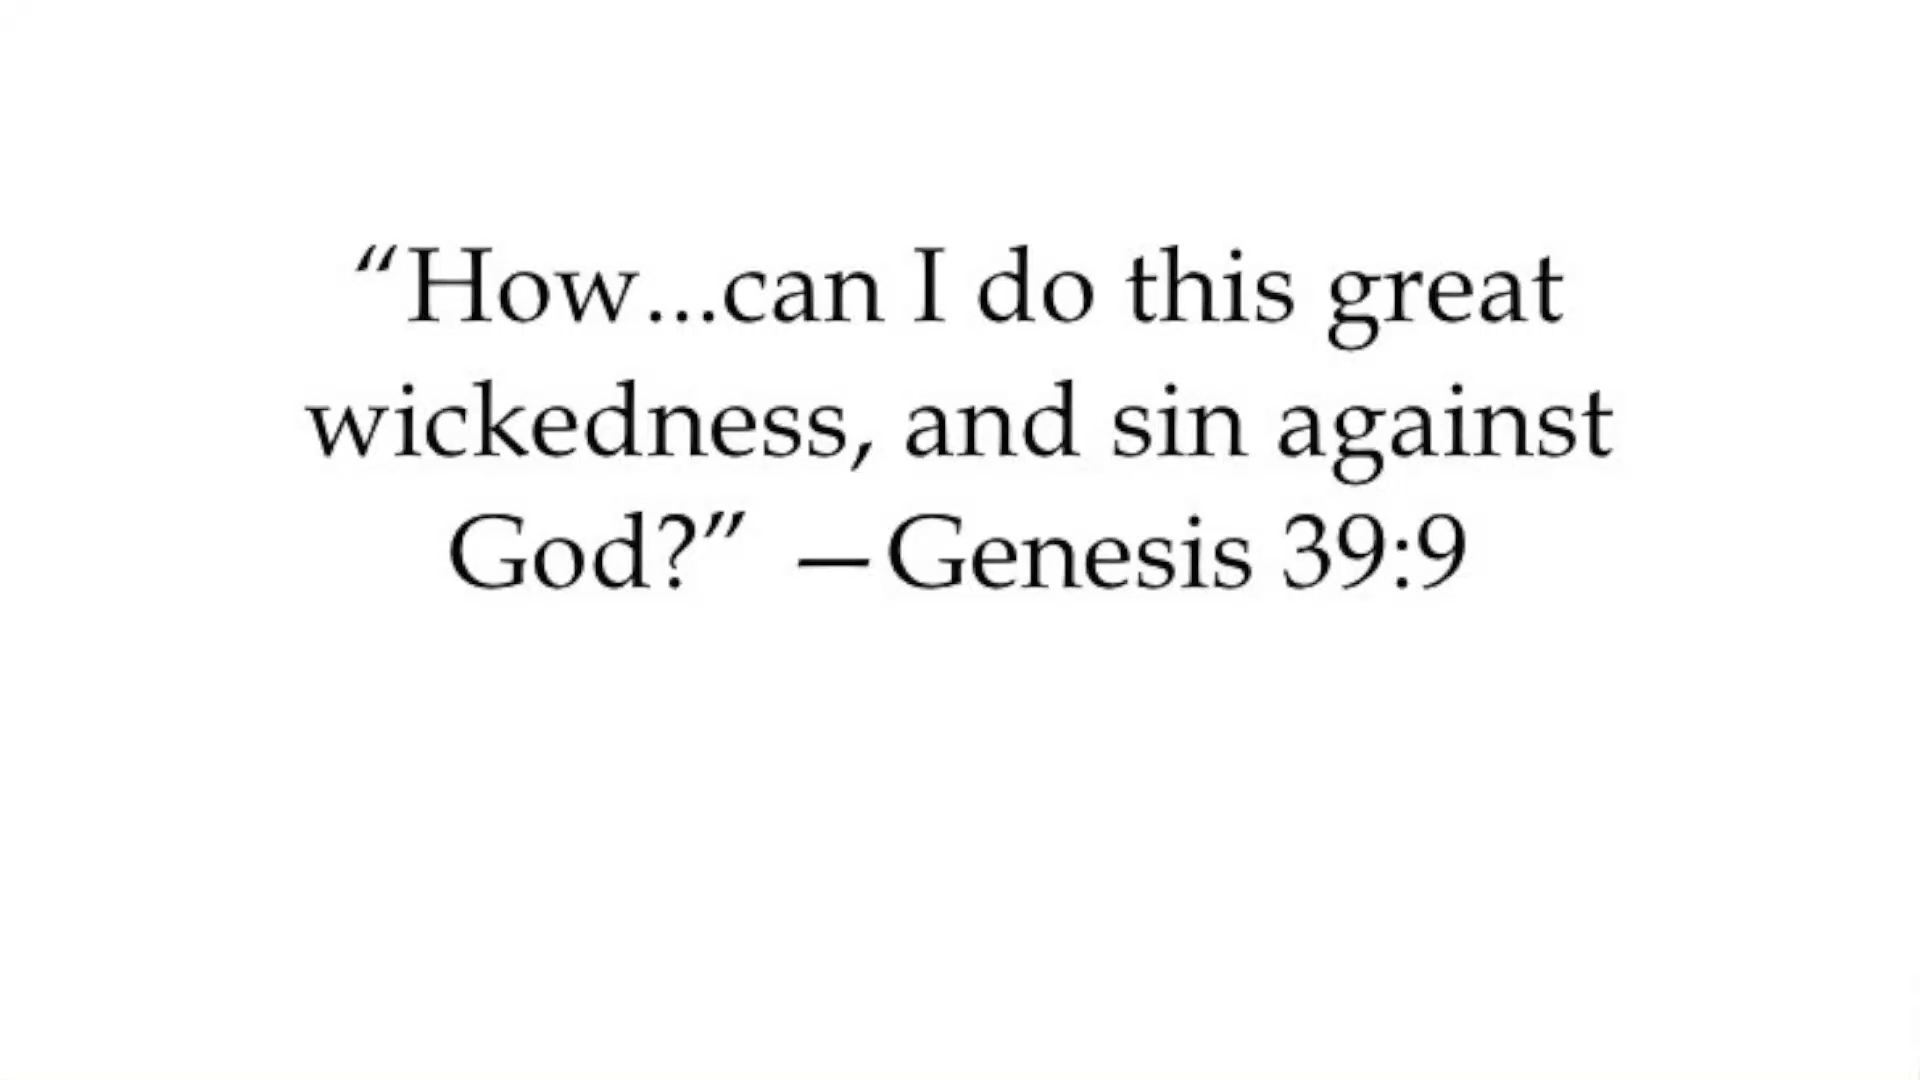 “How...can I do this great
wickedness, and sin against
God?” —Genesis 39:9